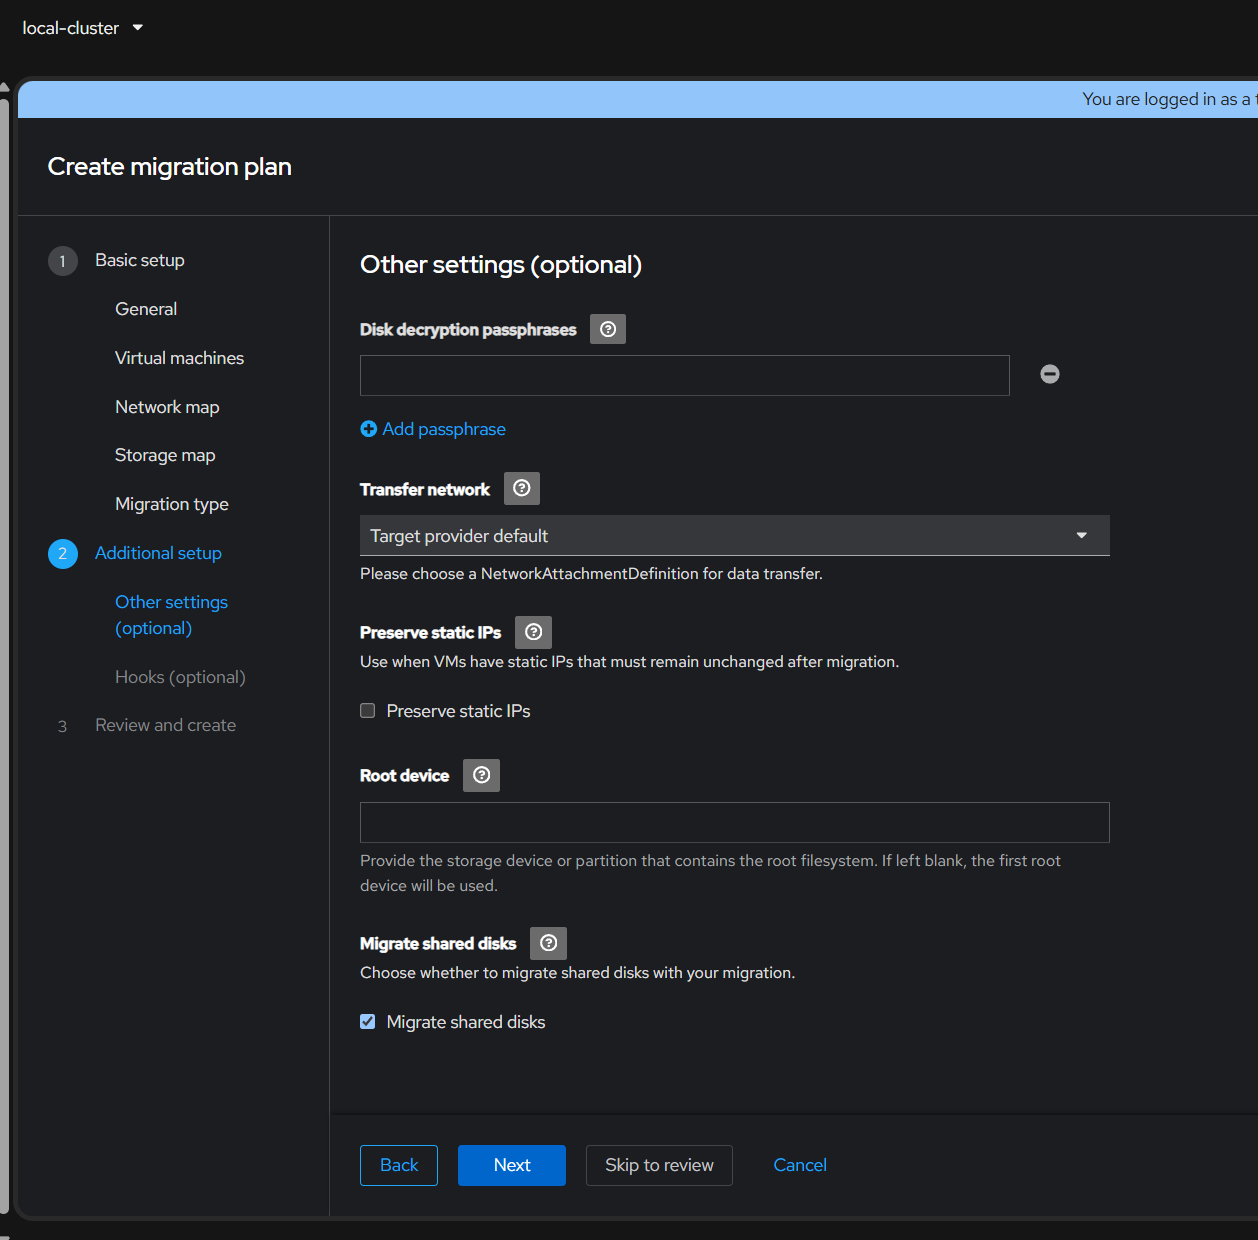 local-cluster
You are logged in as a
Create migration plan
1 Basic setup
General
Virtual machines
Network map
Storage map
Migration type
2 Additional setup
Other settings
(optional)
Hooks (optional)
3 Review and create
Other settings (optional)
Disk decryption passphrases
Add passphrase
Transfer network
Target provider default
Please choose a NetworkAttachmentDefinition for data transfer.
Preserve static IPs
Use when VMs have static IPs that must remain unchanged after migration.
Preserve static IPs
Root device
Provide the storage device or partition that contains the root filesystem. If left blank, the first root
device will be used.
Migrate shared disks
Choose whether to migrate shared disks with your migration.
Migrate shared disks
Back Next Skip to review Cancel